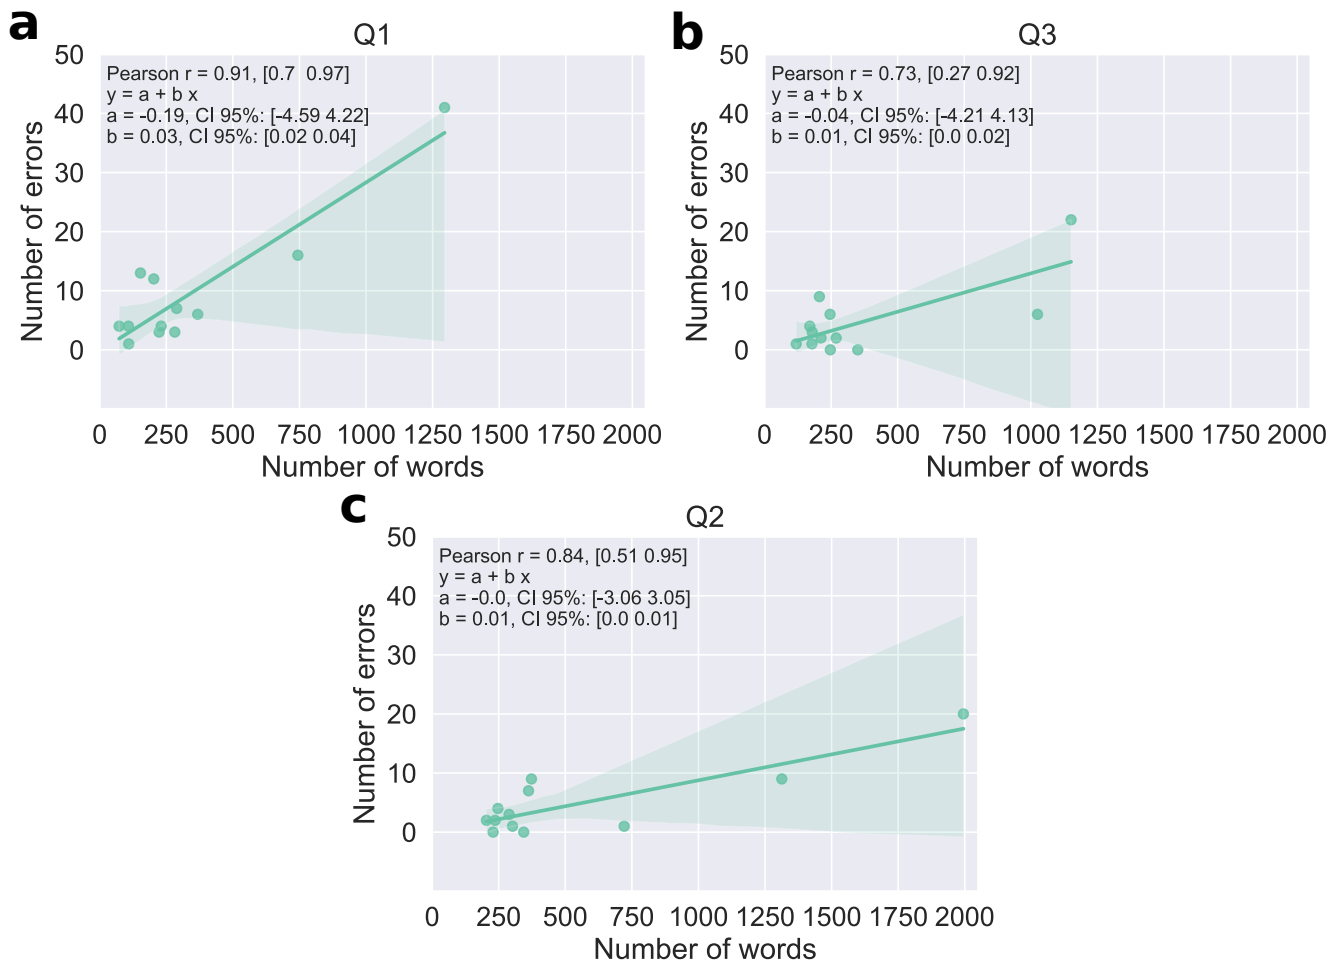 a
Q1
50
40
30
20
10
0
Number of errors
Pearson r = 0.91, [0.7  0.97]
y = a + b x
a = -0.19, CI 95%: [-4.59 4.22]
b = 0.03, CI 95%: [0.02 0.04]
0 250 500 750 1000 1250 1500 1750 2000
Number of words
b
Q3
50
40
30
20
10
0
Number of errors
Pearson r = 0.73, [0.27 0.92]
y = a + b x
a = -0.04, CI 95%: [-4.21 4.13]
b = 0.01, CI 95%: [0.0 0.02]
0 250 500 750 1000 1250 1500 1750 2000
Number of words
c
Q2
50
40
30
20
10
0
Number of errors
Pearson r = 0.84, [0.51 0.95]
y = a + b x
a = -0.0, CI 95%: [-3.06 3.05]
b = 0.01, CI 95%: [0.0 0.01]
0 250 500 750 1000 1250 1500 1750 2000
Number of words